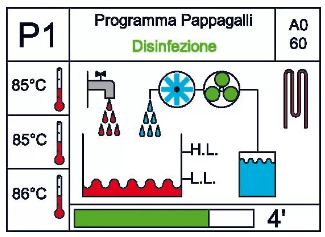 P1
Programma Pappagalli
Disinfezione
A0
60
85°C
85°C
86°C
H.L.
L.L.
4'